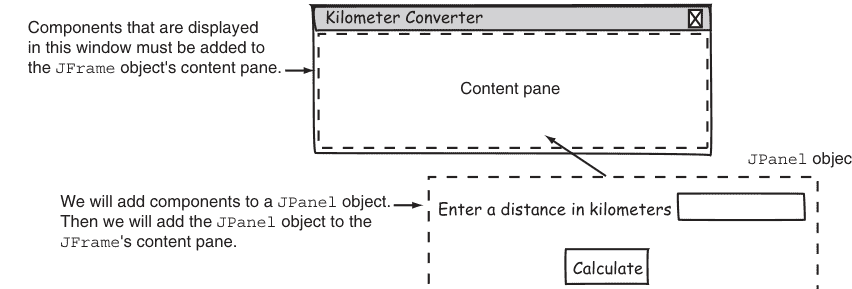 Components that are displayed
in this window must be added to
the JFrame object's content pane.
Kilometer Converter
Content pane
JPanel objec
We will add components to a JPanel object.
Then we will add the JPanel object to the
JFrame's content pane.
Enter a distance in kilometers
Calculate